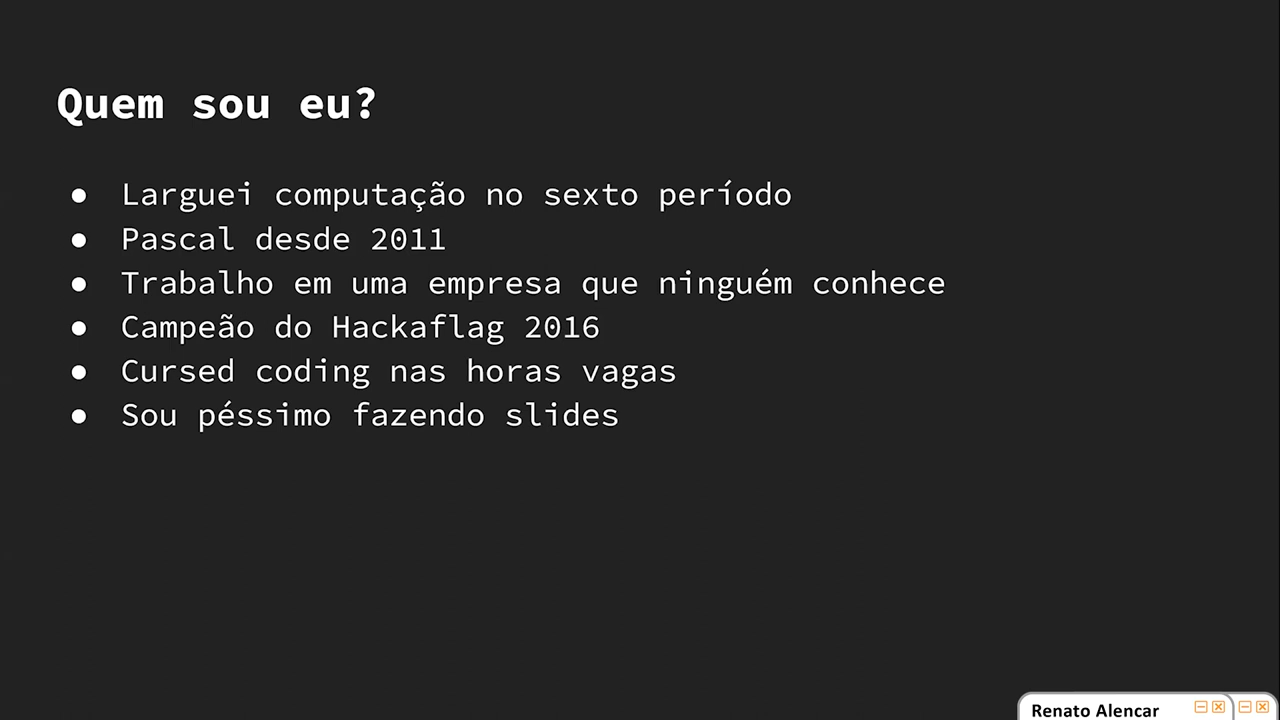 Quem sou eu?
● Larguei computação no sexto período
● Pascal desde 2011
● Trabalho em uma empresa que ninguém conhece
● Campeão do Hackaflag 2016
● Cursed coding nas horas vagas
● Sou péssimo fazendo slides
Renato Alencar